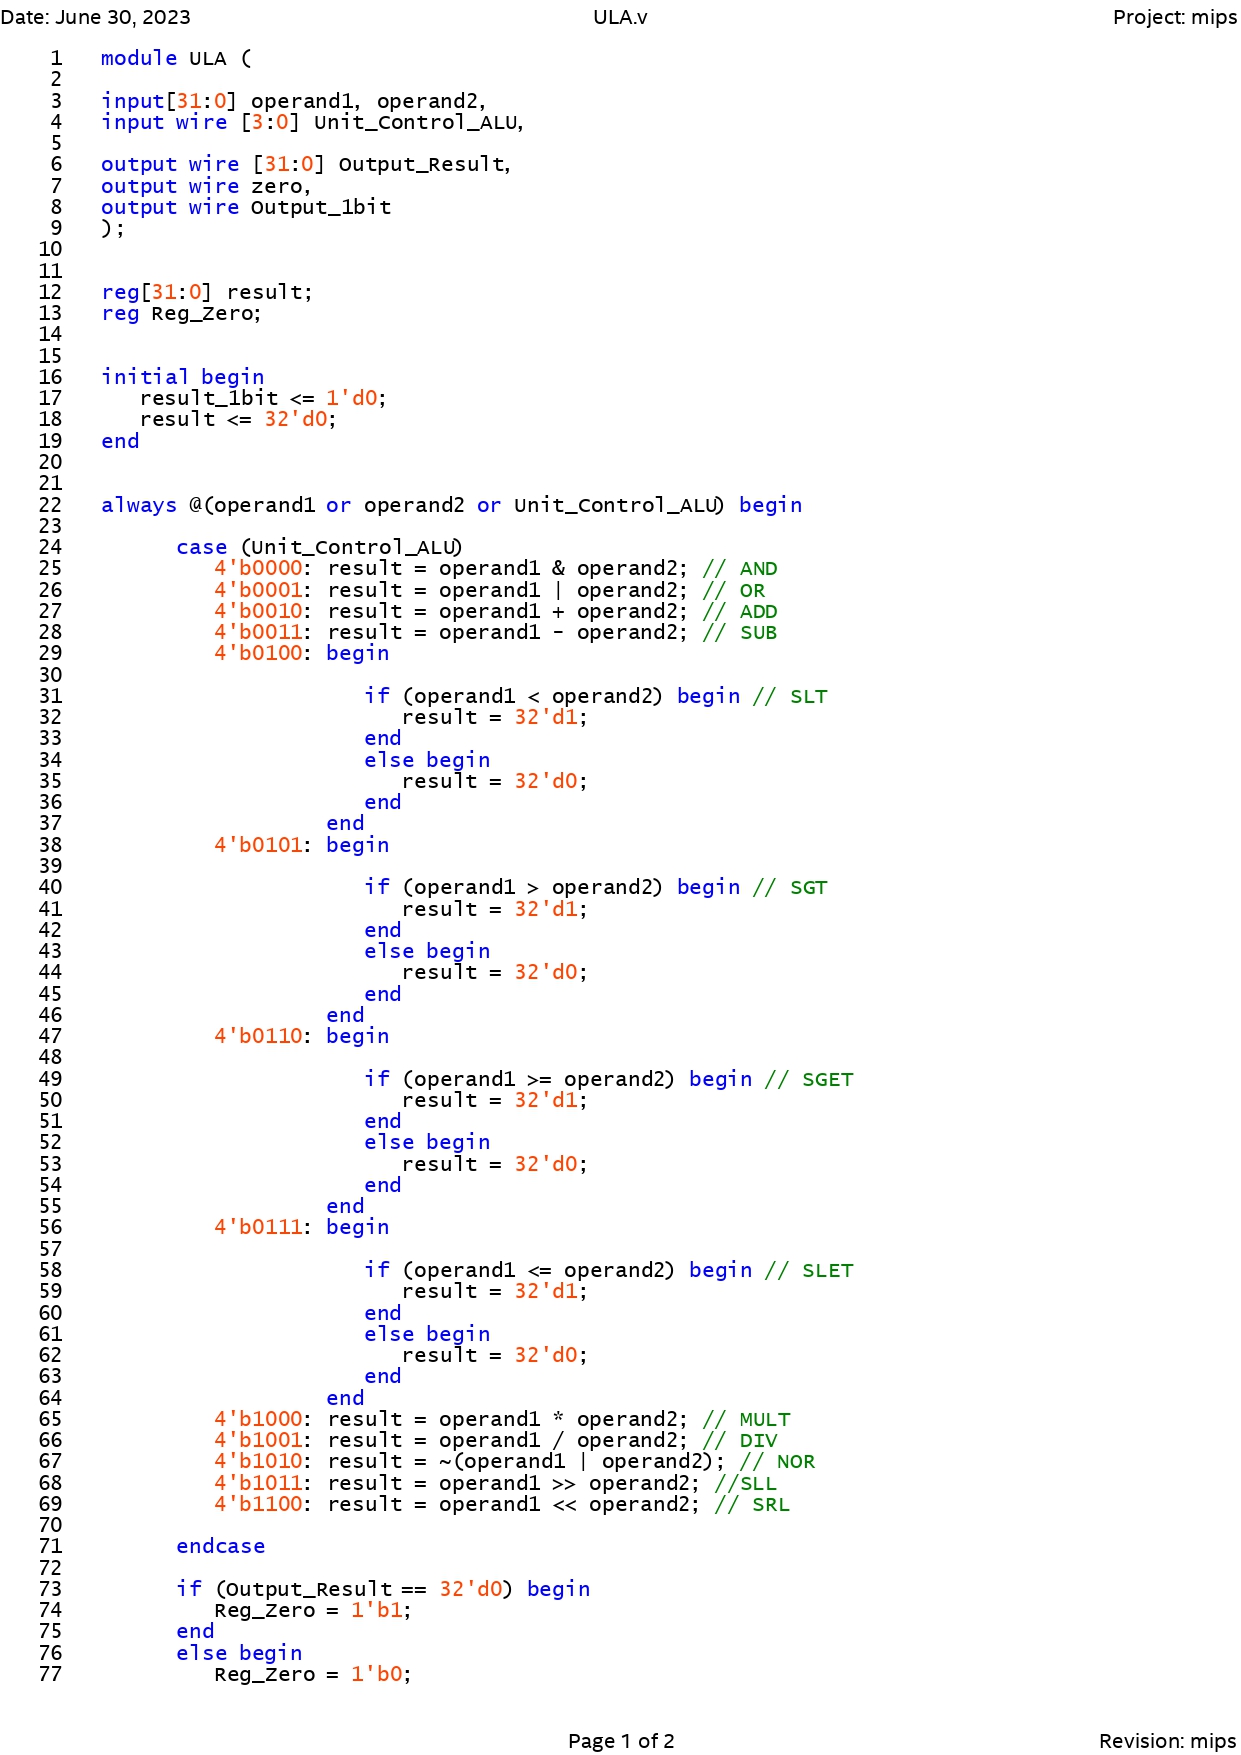 Date: June 30, 2023 ULA.v Project: mips
1 module ULA (
2
3 input[31:0] operand1, operand2,
4 input wire [3:0] Unit_Control_ALU,
5
6 output wire [31:0] Output_Result,
7 output wire zero,
8 output wire Output_1bit
9 );
10
11
12 reg[31:0] result;
13 reg Reg_Zero;
14
15
16 initial begin
17 result_1bit <= 1'd0;
18 result <= 32'd0;
19 end
20
21
22 always @(operand1 or operand2 or Unit_Control_ALU) begin
23
24 case (Unit_Control_ALU)
25 4'b0000: result = operand1 & operand2; // AND
26 4'b0001: result = operand1 | operand2; // OR
27 4'b0010: result = operand1 + operand2; // ADD
28 4'b0011: result = operand1 - operand2; // SUB
29 4'b0100: begin
30
31 if (operand1 < operand2) begin // SLT
32 result = 32'd1;
33 end
34 else begin
35 result = 32'd0;
36 end
37 end
38 4'b0101: begin
39
40 if (operand1 > operand2) begin // SGT
41 result = 32'd1;
42 end
43 else begin
44 result = 32'd0;
45 end
46 end
47 4'b0110: begin
48
49 if (operand1 >= operand2) begin // SGET
50 result = 32'd1;
51 end
52 else begin
53 result = 32'd0;
54 end
55 end
56 4'b0111: begin
57
58 if (operand1 <= operand2) begin // SLET
59 result = 32'd1;
60 end
61 else begin
62 result = 32'd0;
63 end
64 end
65 4'b1000: result = operand1 * operand2; // MULT
66 4'b1001: result = operand1 / operand2; // DIV
67 4'b1010: result = ~(operand1 | operand2); // NOR
68 4'b1011: result = operand1 >> operand2; //SLL
69 4'b1100: result = operand1 << operand2; // SRL
70
71 endcase
72
73 if (Output_Result == 32'd0) begin
74 Reg_Zero = 1'b1;
75 end
76 else begin
77 Reg_Zero = 1'b0;
Page 1 of 2 Revision: mips